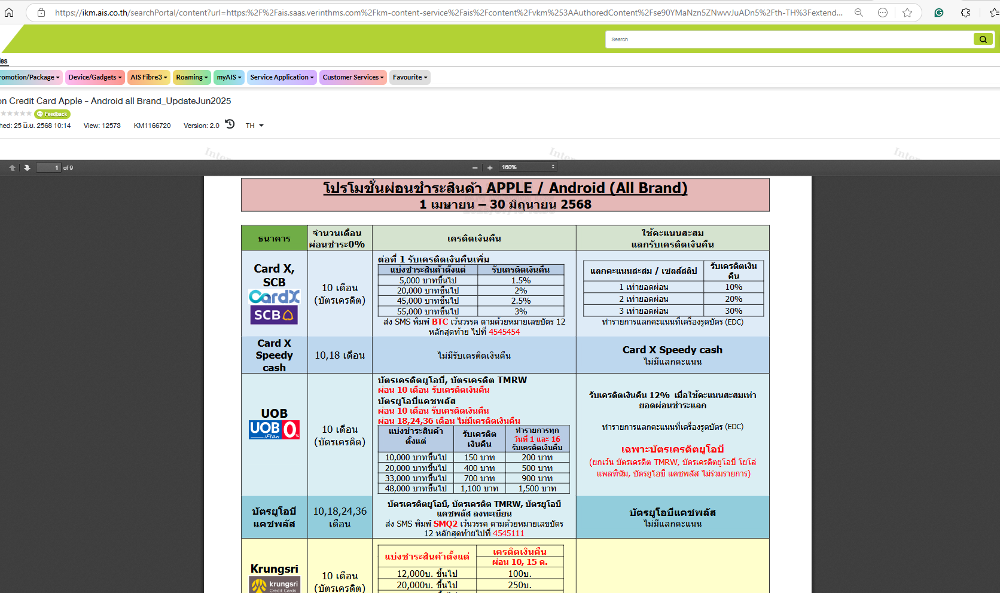 https://ikm.ais.co.th/searchPortal/content?url=https:%2F%2Fais.saas.verinthms.com%2Fkm-content-service%2Fais%2Fcontent%2Fvkm%253AAuthoredContent%2Fse90YMaNzn5ZNwvvJuADn5%2Fth-TH%3Fextend...
Search
les
romotion/Package
Device/Gadgets
AIS Fibre3
Roaming
myAIS
Service Application
Customer Services
Favourite
on Credit Card Apple - Android all Brand_UpdateJun2025
Feedback
hed: 25 มิ.ย. 2568 10:14 View: 12573 KM1166720 Version: 2.0 TH
Inter Inter Inter
1 of 9
160%
โปรโมชั่นผ่อนชำระสินค้า APPLE / Android (All Brand)
1 เมษายน – 30 มิถุนายน 2568
ธนาคาร
จำนวนเดือน
ผ่อนชำระ0%
เครดิตเงินคืน
ใช้คะแนนสะสม
แลกรับเครดิตเงินคืน
Card X,
SCB
CardX
SCB
10 เดือน
(บัตรเครดิต)
ต่อที่ 1 รับเครดิตเงินคืนเพิ่ม
แบ่งชำระสินค้าตั้งแต่ รับเครดิตเงินคืน
5,000 บาทขึ้นไป 1.5%
20,000 บาทขึ้นไป 2%
45,000 บาทขึ้นไป 2.5%
55,000 บาทขึ้นไป 3%
ส่ง SMS พิมพ์ BTC เว้นวรรค ตามด้วยหมายเลขบัตร 12
หลักสุดท้าย ไปที่ 4545454
แลกคะแนนสะสม / เซลส์สลิป
รับเครดิตเงิน
คืน
1 เท่ายอดผ่อน 10%
2 เท่ายอดผ่อน 20%
3 เท่ายอดผ่อน 30%
ทำรายการแลกคะแนนที่เครื่องรูดบัตร (EDC)
Card X
Speedy
cash
10,18 เดือน
ไม่มีรับเครดิตเงินคืน
Card X Speedy cash
ไม่มีแลกคะแนน
UOB
UOB 0%
iPlan
10 เดือน
(บัตรเครดิต)
บัตรเครดิตยูโอบี, บัตรเครดิต TMRW
ผ่อน 10 เดือน รับเครดิตเงินคืน
บัตรยูโอบีแคชพลัส
ผ่อน 10 เดือน รับเครดิตเงินคืน
ผ่อน 18,24,36 เดือน ไม่มีเครดิตเงินคืน
แบ่งชำระสินค้า
ตั้งแต่
รับเครดิต
เงินคืน
ทำรายการทุก
วันที่ 1 และ 16
รับเครดิตเงินคืน
10,000 บาทขึ้นไป 150 บาท 200 บาท
20,000 บาทขึ้นไป 400 บาท 500 บาท
33,000 บาทขึ้นไป 700 บาท 900 บาท
48,000 บาทขึ้นไป 1,100 บาท 1,500 บาท
รับเครดิตเงินคืน 12% เมื่อใช้คะแนนสะสมเท่า
ยอดผ่อนชำระแลก
ทำรายการแลกคะแนนที่เครื่องรูดบัตร (EDC)
เฉพาะบัตรเครดิตยูโอบี
(ยกเว้น บัตรเครดิต TMRW, บัตรเครดิตยูโอบี โยโล่
แพลทินัม, บัตรยูโอบี แคชพลัส ไม่ร่วมรายการ)
บัตรยูโอบี
แคชพลัส
10,18,24,36
เดือน
บัตรเครดิตยูโอบี, บัตรเครดิต TMRW, บัตรยูโอบี
แคชพลัส ลงทะเบียน
ส่ง SMS พิมพ์ SMQ2 เว้นวรรค ตามด้วยหมายเลขบัตร
12 หลักสุดท้ายไปที่ 4545111
บัตรยูโอบีแคชพลัส
ไม่มีแลกคะแนน
Krungsri
krungsri
Credit Cards
10 เดือน
(บัตรเครดิต)
แบ่งชำระสินค้าตั้งแต่
เครดิตเงินคืน
ผ่อน 10, 15 ด.
12,000บ. ขึ้นไป 100บ.
20,000บ. ขึ้นไป 250บ.